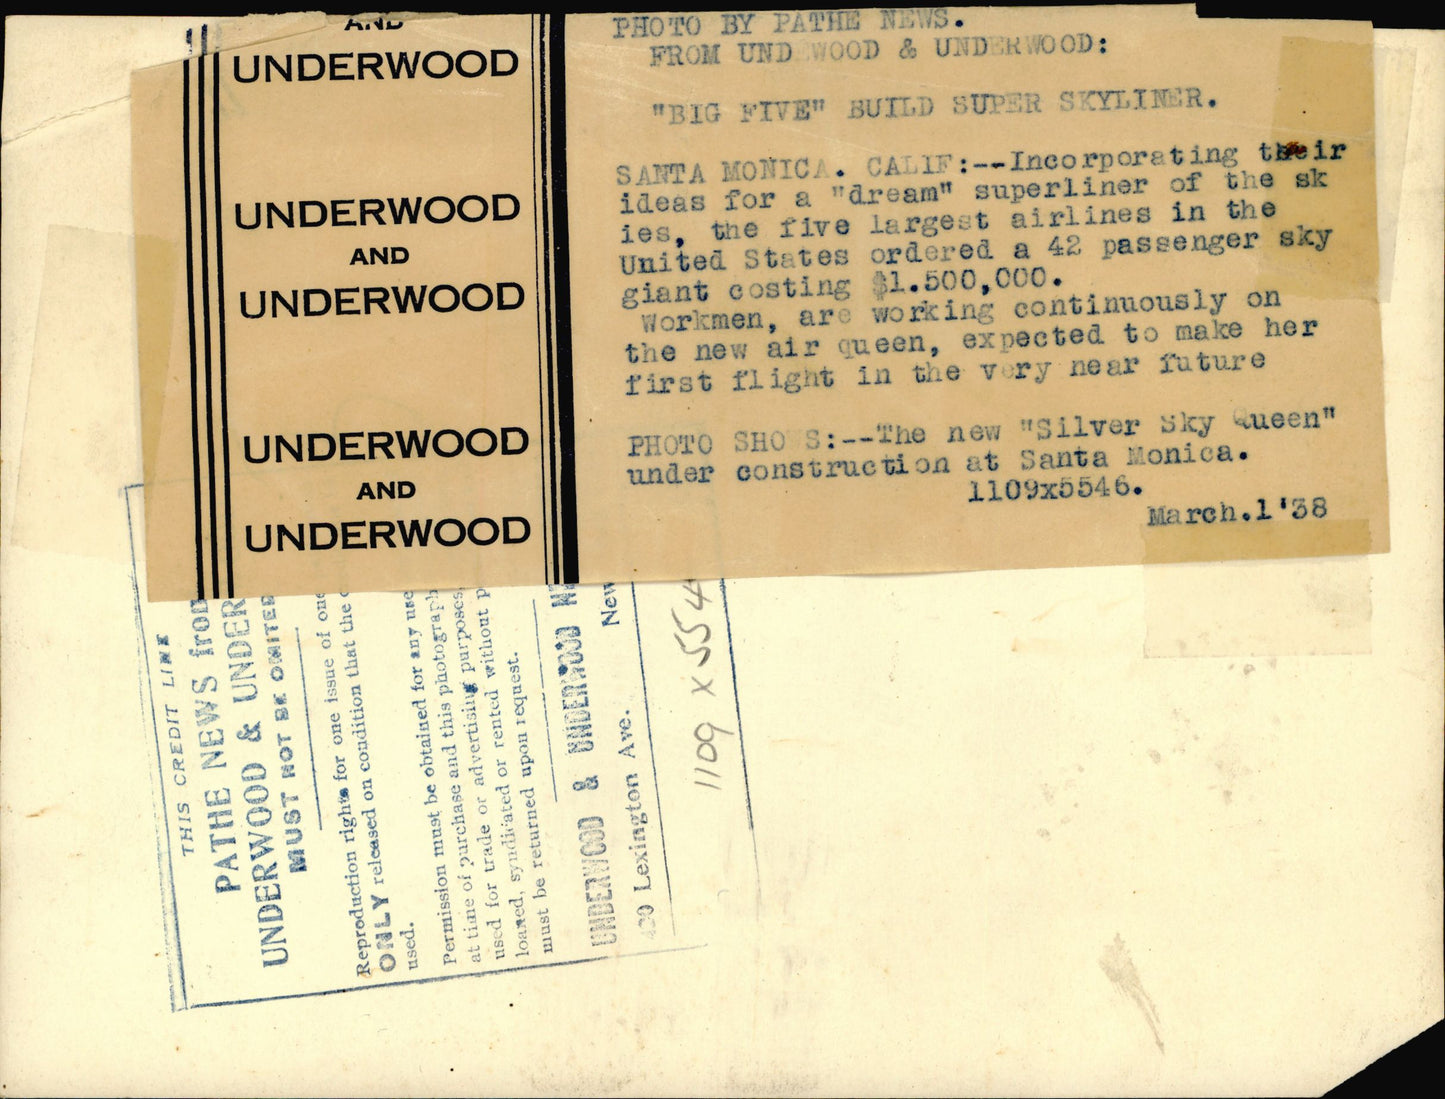 AND
UNDERWOOD
UNDERWOOD
AND
UNDERWOOD
UNDERWOOD
AND
UNDERWOOD
PHOTO BY PATHE NEWS.
FROM UND WOOD & UNDERWOOD:
"BIG FIVE" BUILD SUPER SKYLINER.
SANTA MONICA. CALIF:--Incorporating their
ideas for a "dream" superliner of the sk
ies, the five largest airlines in the
United States ordered a 42 passenger sky
giant costing $1.500,000.
Workmen, are working continuously on
the new air queen, expected to make her
first flight in the very near future
PHOTO SHO S:--The new "Silver Sky Queen"
under construction at Santa Monica.
1109x5546.
March.1'38
THIS CREDIT LINE
PATHE NEWS from
UNDERWOOD & UNDER
MUST NOT BE OMITED
Reproduction rights for one issue of one
ONLY released on condition that the
used.
Permission must be obtained for any use
at time of purchase and this photograph
used for trade or advertising purposes,
loaned, syndicated or rented without p
must be returned upon request.
UNDERWOOD & UNDERWOOD
Lexington Ave. New
1109 x 554